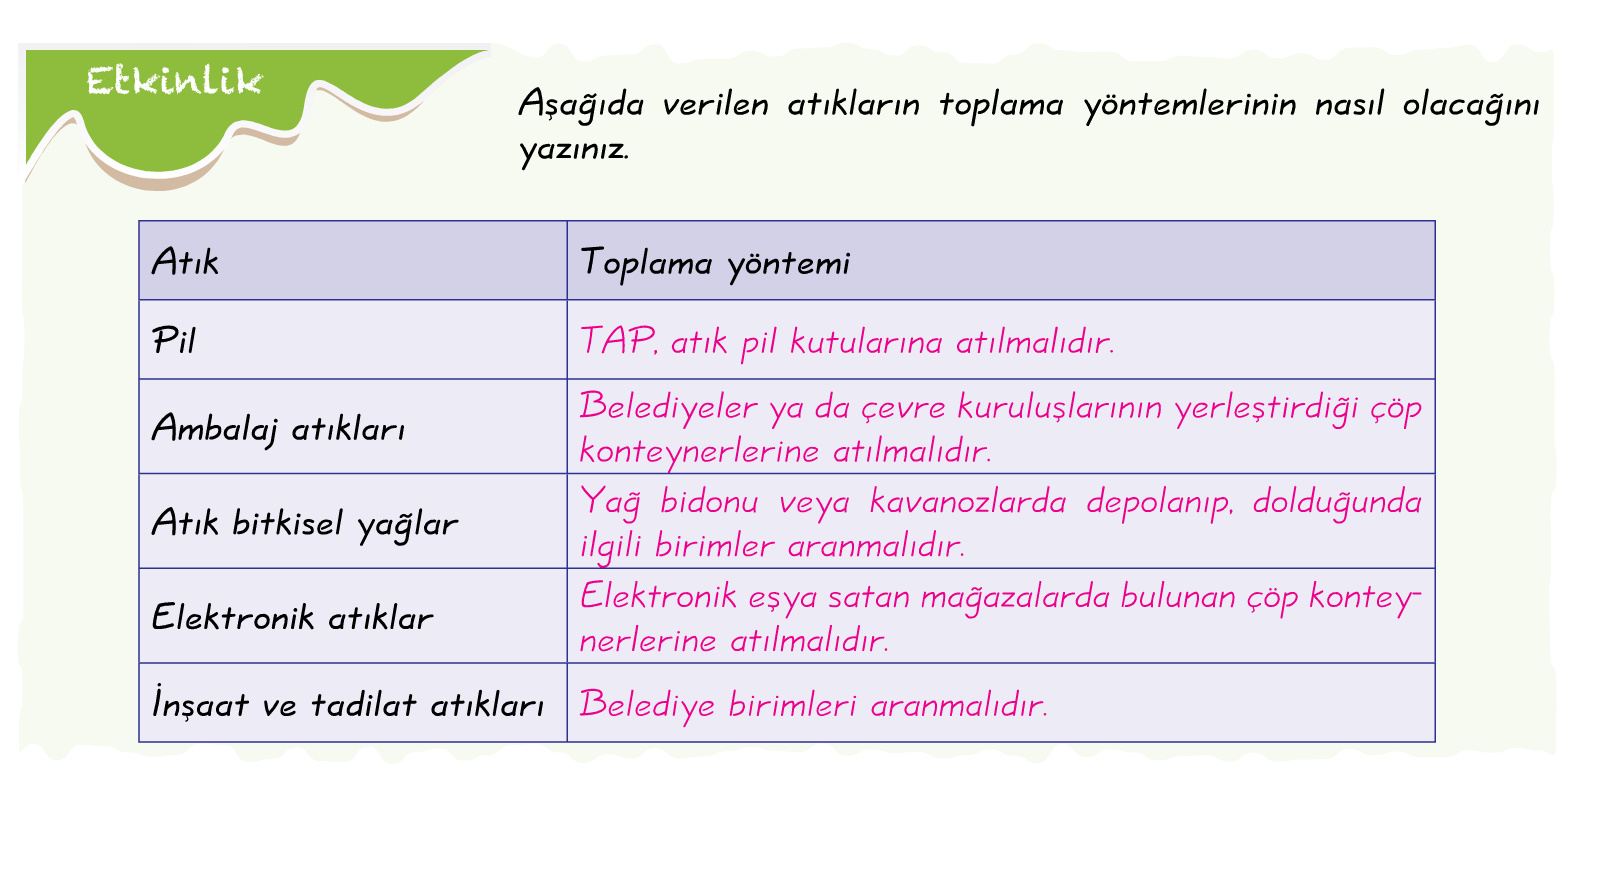 Etkinlik
Aşağıda verilen atıkların toplama yöntemlerinin nasıl olacağını
yazınız.
Atık
Toplama yöntemi
Pil
TAP, atık pil kutularına atılmalıdır.
Ambalaj atıkları
Belediyeler ya da çevre kuruluşlarının yerleştirdiği çöp
konteynerlerine atılmalıdır.
Atık bitkisel yağlar
Yağ bidonu veya kavanozlarda depolanıp, dolduğunda
ilgili birimler aranmalıdır.
Elektronik atıklar
Elektronik eşya satan mağazalarda bulunan çöp kontey-
nerlerine atılmalıdır.
İnşaat ve tadilat atıkları
Belediye birimleri aranmalıdır.